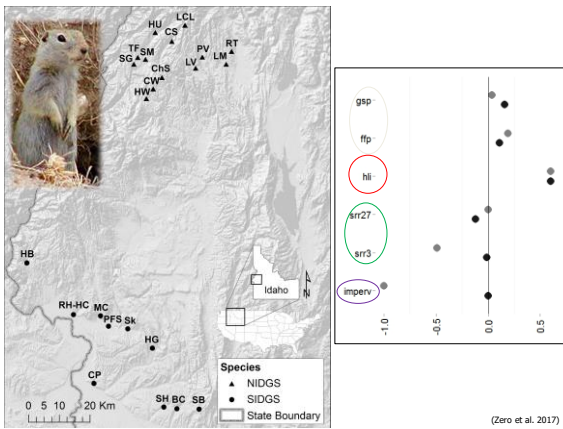 LCL
HU
CS
TF
SM
SG
PV
RT
LV
LM
ChS
CW
HW
HB
RH-HC
MC
PFS
Sk
HG
CP
SH
BC
SB
Idaho
N
Species
NIDGS
SIDGS
State Boundary
0 5 10 20 Km
gsp
ffp
hli
srr27
srr3
imperv
-1.0
-0.5
0.0
0.5
(Zero et al. 2017)